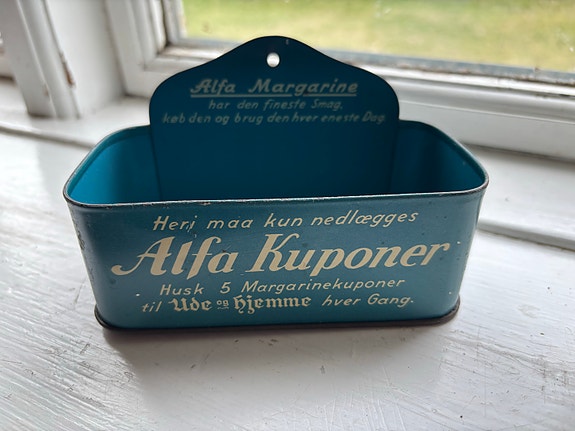 Alfa Margarine
har den fineste Smag,
køb den og brug den hver eneste Dag.
Heri maa kun nedlægges
Alfa Kuponer
Husk 5 Margarinekuponer
til Ude og Hjemme hver Gang.